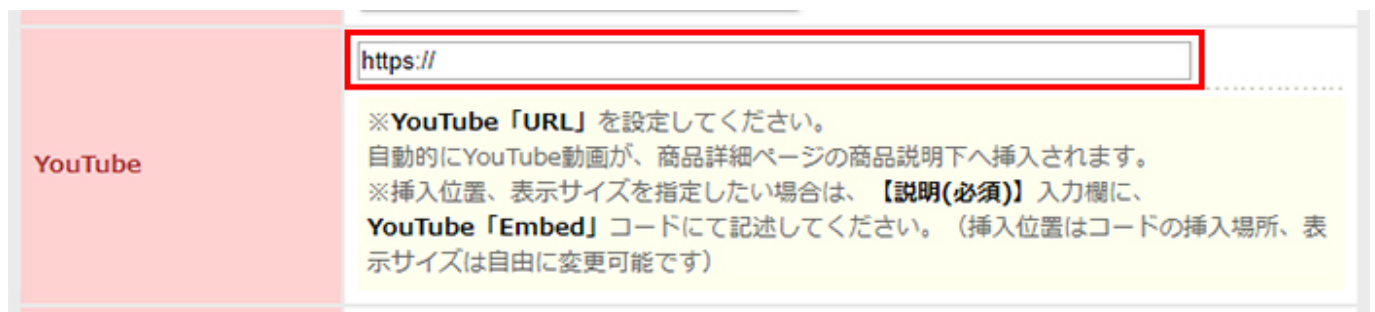 https://
YouTube
※YouTube「URL」を設定してください。
自動的にYouTube動画が、商品詳細ページの商品説明下へ挿入されます。
※挿入位置、表示サイズを指定したい場合は、【説明(必須)】入力欄に、
YouTube「Embed」コードにて記述してください。（挿入位置はコードの挿入場所、表
示サイズは自由に変更可能です）